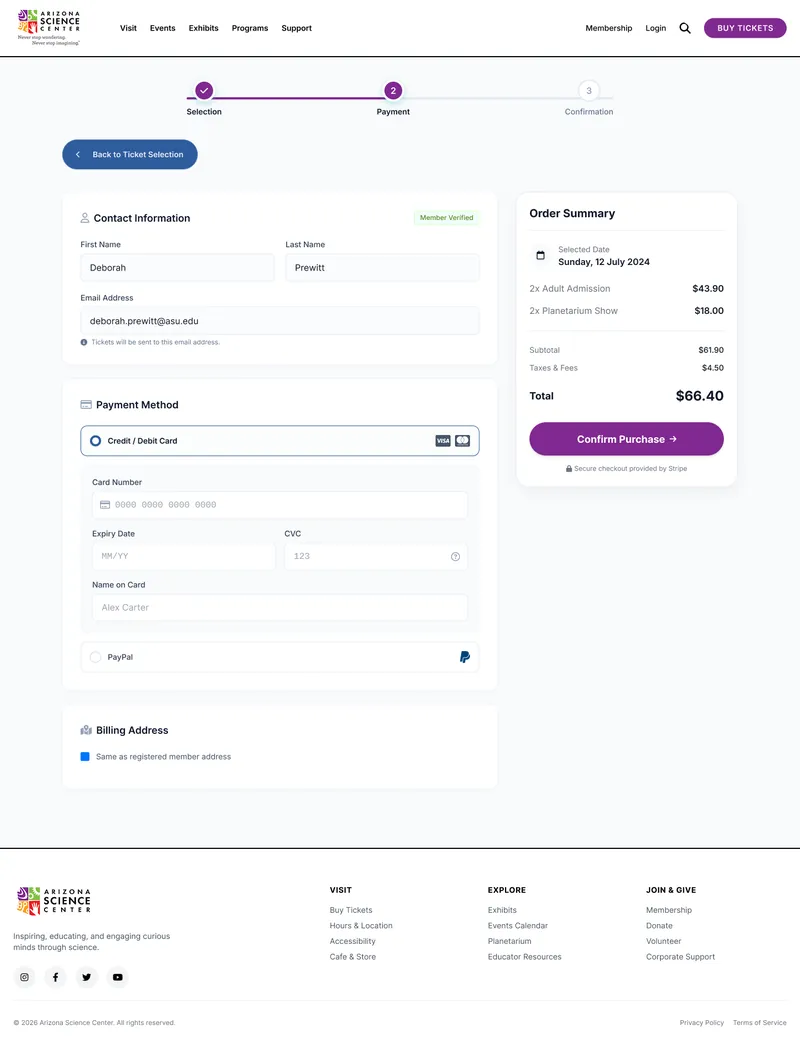 ARIZONA
SCIENCE
CENTER
Never stop wondering.
Never stop imagining.
Visit
Events
Exhibits
Programs
Support
Membership
Login
BUY TICKETS
2
3
Selection
Payment
Confirmation
Back to Ticket Selection
Contact Information
Member Verified
First Name
Last Name
Deborah
Prewitt
Email Address
deborah.prewitt@asu.edu
Tickets will be sent to this email address.
Payment Method
Credit / Debit Card
VISA
Card Number
0000 0000 0000 0000
Expiry Date
CVC
MM/YY
123
?
Name on Card
Alex Carter
PayPal
Billing Address
Same as registered member address
Order Summary
Selected Date
Sunday, 12 July 2024
2x Adult Admission $43.90
2x Planetarium Show $18.00
Subtotal $61.90
Taxes & Fees $4.50
Total $66.40
Confirm Purchase →
Secure checkout provided by Stripe
ARIZONA
SCIENCE
CENTER
Inspiring, educating, and engaging curious
minds through science.
VISIT
Buy Tickets
Hours & Location
Accessibility
Cafe & Store
EXPLORE
Exhibits
Events Calendar
Planetarium
Educator Resources
JOIN & GIVE
Membership
Donate
Volunteer
Corporate Support
© 2026 Arizona Science Center. All rights reserved.
Privacy Policy
Terms of Service